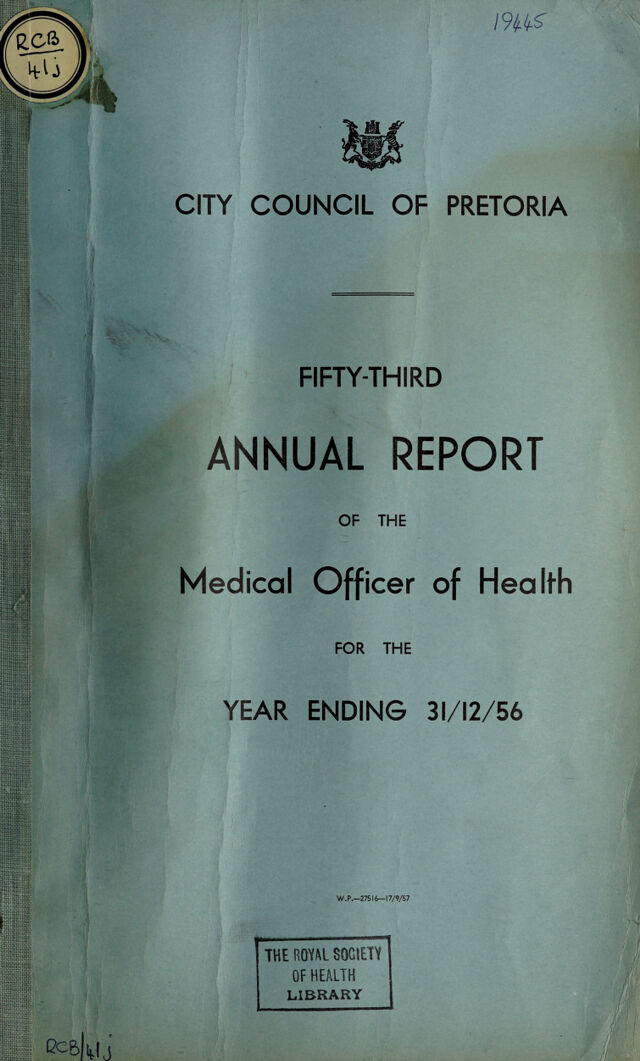 19445
RCB
41j
CITY COUNCIL OF PRETORIA
FIFTY-THIRD
ANNUAL REPORT
OF THE
Medical Officer of Health
FOR THE
YEAR ENDING 31/12/56
W.P.—27516—17/9/57
THE ROYAL SOCIETY
OF HEALTH
LIBRARY
RCB/41j